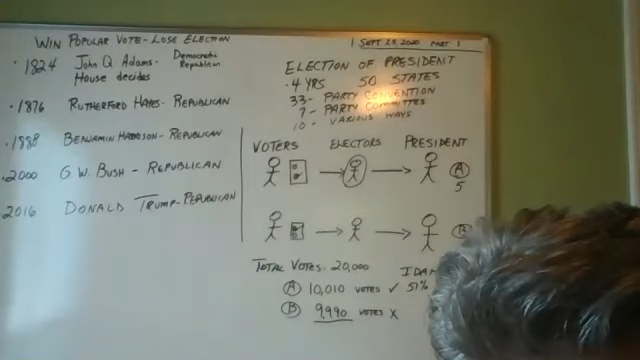 WIN POPULAR VOTE - LOSE ELECTION
1 SEPT 29, 2020 PART 1
• 1824 John Q Adams - Democratic Republican
House decides
• 1876 RUTHERFORD HAYES - REPUBLICAN
• 1888 BENJAMIN HARRISON - REPUBLICAN
• 2000 G.W. BUSH - REPUBLICAN
2016 DONALD TRUMP - REPUBLICAN
ELECTION OF PRESIDENT
• 4 YRS 50 STATES
33 - PARTY CONVENTION
7 - PARTY COMMITTEES
10 - VARIOUS WAYS
VOTERS ELECTORS PRESIDENT
A
5
TOTAL VOTES: 20,000
A 10,010 VOTES ✓ 51%
B 9,990 VOTES X